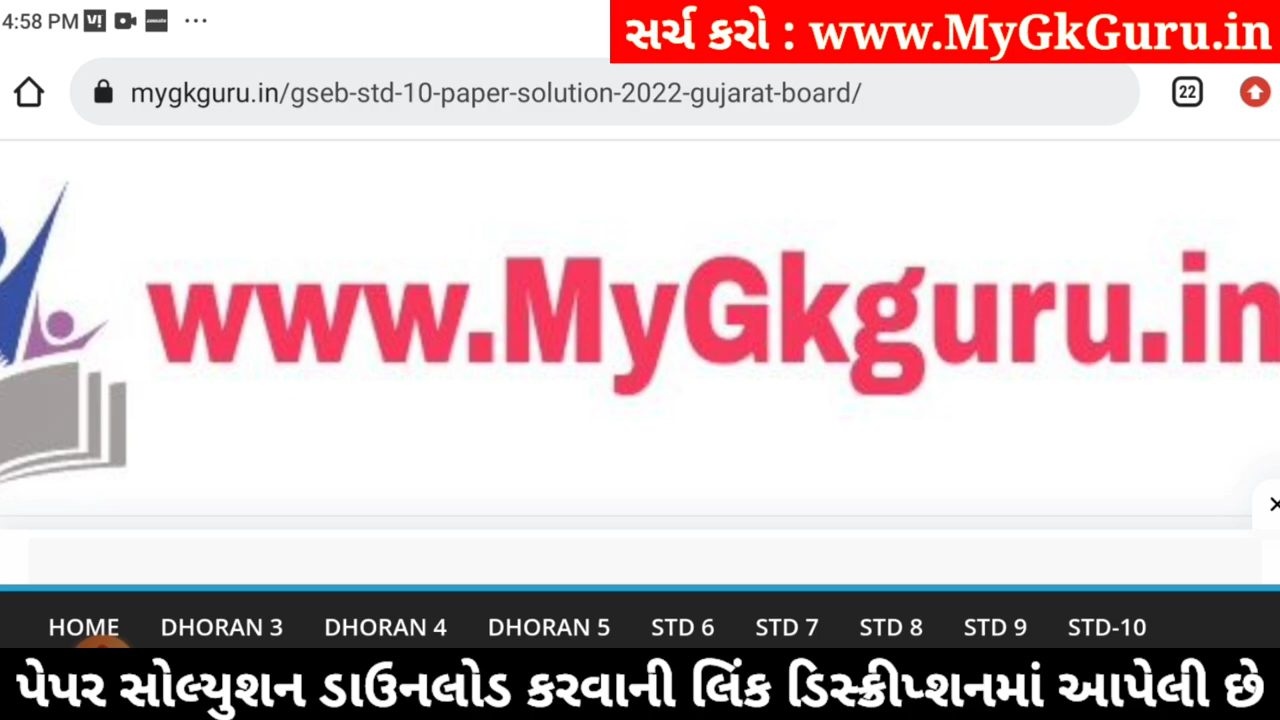 4:58 PM
સર્ચ કરો : www.MyGkGuru.in
mygkguru.in/gseb-std-10-paper-solution-2022-gujarat-board/
22
www.MyGkguru.in
HOME DHORAN 3 DHORAN 4 DHORAN 5 STD 6 STD 7 STD 8 STD 9 STD-10
પેપર સોલ્યુશન ડાઉનલોડ કરવાની લિંક ડિસ્ક્રીપ્શનમાં આપેલી છે